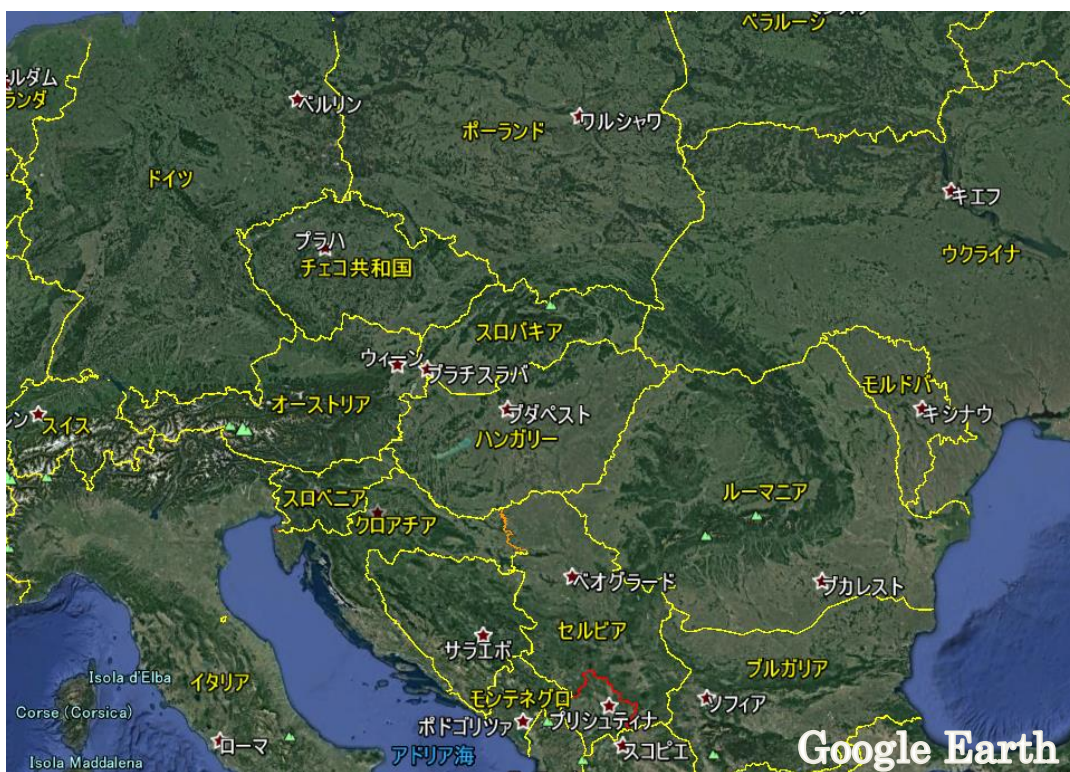 ベラルーシ
ルダム
ランダ
ベルリン
ポーランド
ワルシャワ
ドイツ
キエフ
プラハ
チェコ共和国
ウクライナ
スロバキア
ウィーン
ブラチスラバ
モルドバ
オーストリア
ブダペスト
キシナウ
ン
スイス
ハンガリー
スロベニア
ルーマニア
クロアチア
ベオグラード
ブカレスト
セルビア
サラエボ
ブルガリア
Isola d'Elba
イタリア
モンテネグロ
ソフィア
Corse (Corsica)
ポドゴリツァ
プリシュティナ
ローマ
アドリア海
スコピエ
Google Earth
Isola Maddalena